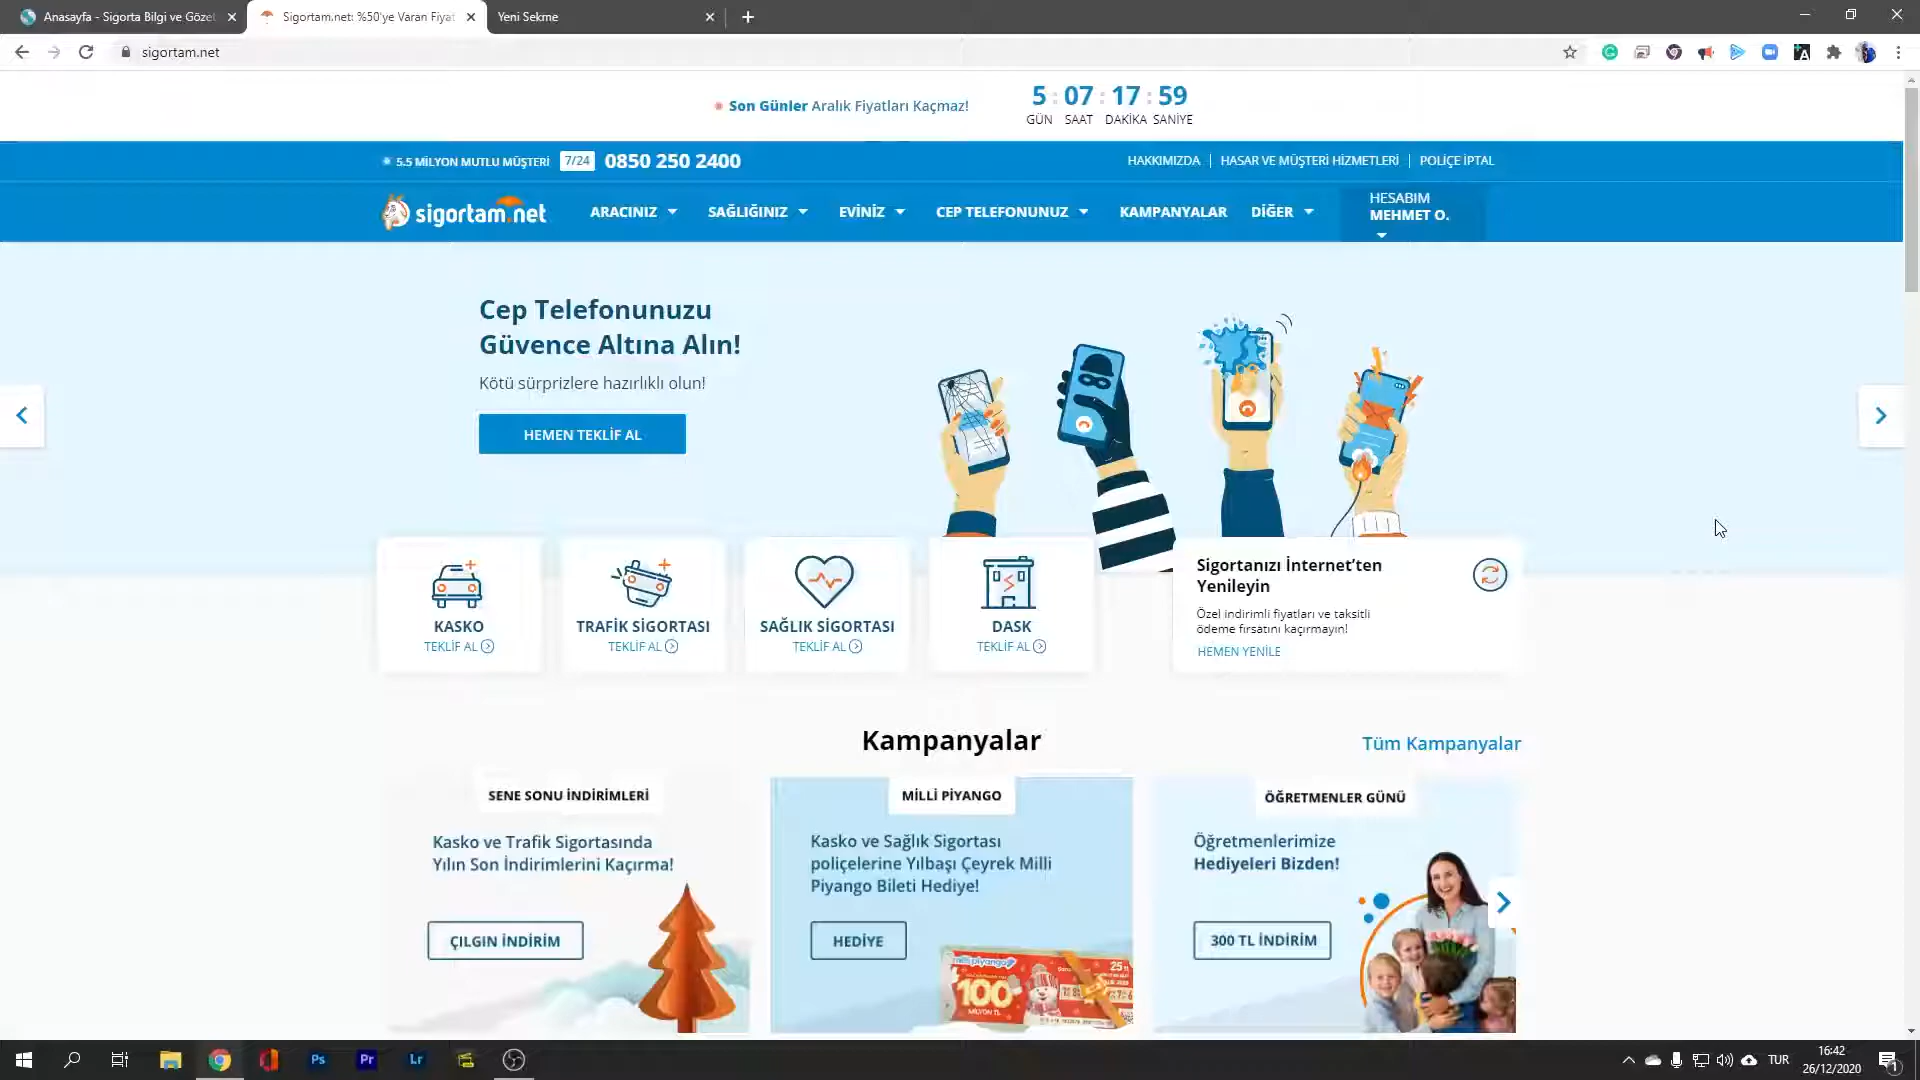 Anasayfa - Sigorta Bilgi ve Gözet
Sigortam.net: %50'ye Varan Fiyat
Yeni Sekme
sigortam.net
Son Günler Aralık Fiyatları Kaçmaz!
5 : 07 : 17 : 59
GÜN SAAT DAKİKA SANİYE
5.5 MİLYON MUTLU MÜŞTERİ 7/24 0850 250 2400
HAKKIMIZDA | HASAR VE MÜŞTERİ HİZMETLERİ | POLİÇE İPTAL
sigortam.net
ARACINIZ SAĞLIĞINIZ EVİNİZ CEP TELEFONUNUZ KAMPANYALAR DİĞER
HESABIM
MEHMET O.
Cep Telefonunuzu
Güvence Altına Alın!
Kötü sürprizlere hazırlıklı olun!
HEMEN TEKLİF AL
KASKO
TEKLİF AL
TRAFİK SİGORTASI
TEKLİF AL
SAĞLIK SİGORTASI
TEKLİF AL
DASK
TEKLİF AL
Sigortanızı İnternet’ten
Yenileyin
Özel indirimli fiyatları ve taksitli
ödeme fırsatını kaçırmayın!
HEMEN YENİLE
Kampanyalar
Tüm Kampanyalar
SENE SONU İNDİRİMLERİ
Kasko ve Trafik Sigortasında
Yılın Son İndirimlerini Kaçırma!
ÇILGIN İNDİRİM
MİLLİ PİYANGO
Kasko ve Sağlık Sigortası
poliçelerine Yılbaşı Çeyrek Milli
Piyango Bileti Hediye!
HEDİYE
100
MİLYON TL
ÖĞRETMENLER GÜNÜ
Öğretmenlerimize
Hediyeleri Bizden!
300 TL İNDİRİM
Ps
Pr
Lr
TUR
16:42
26/12/2020
1